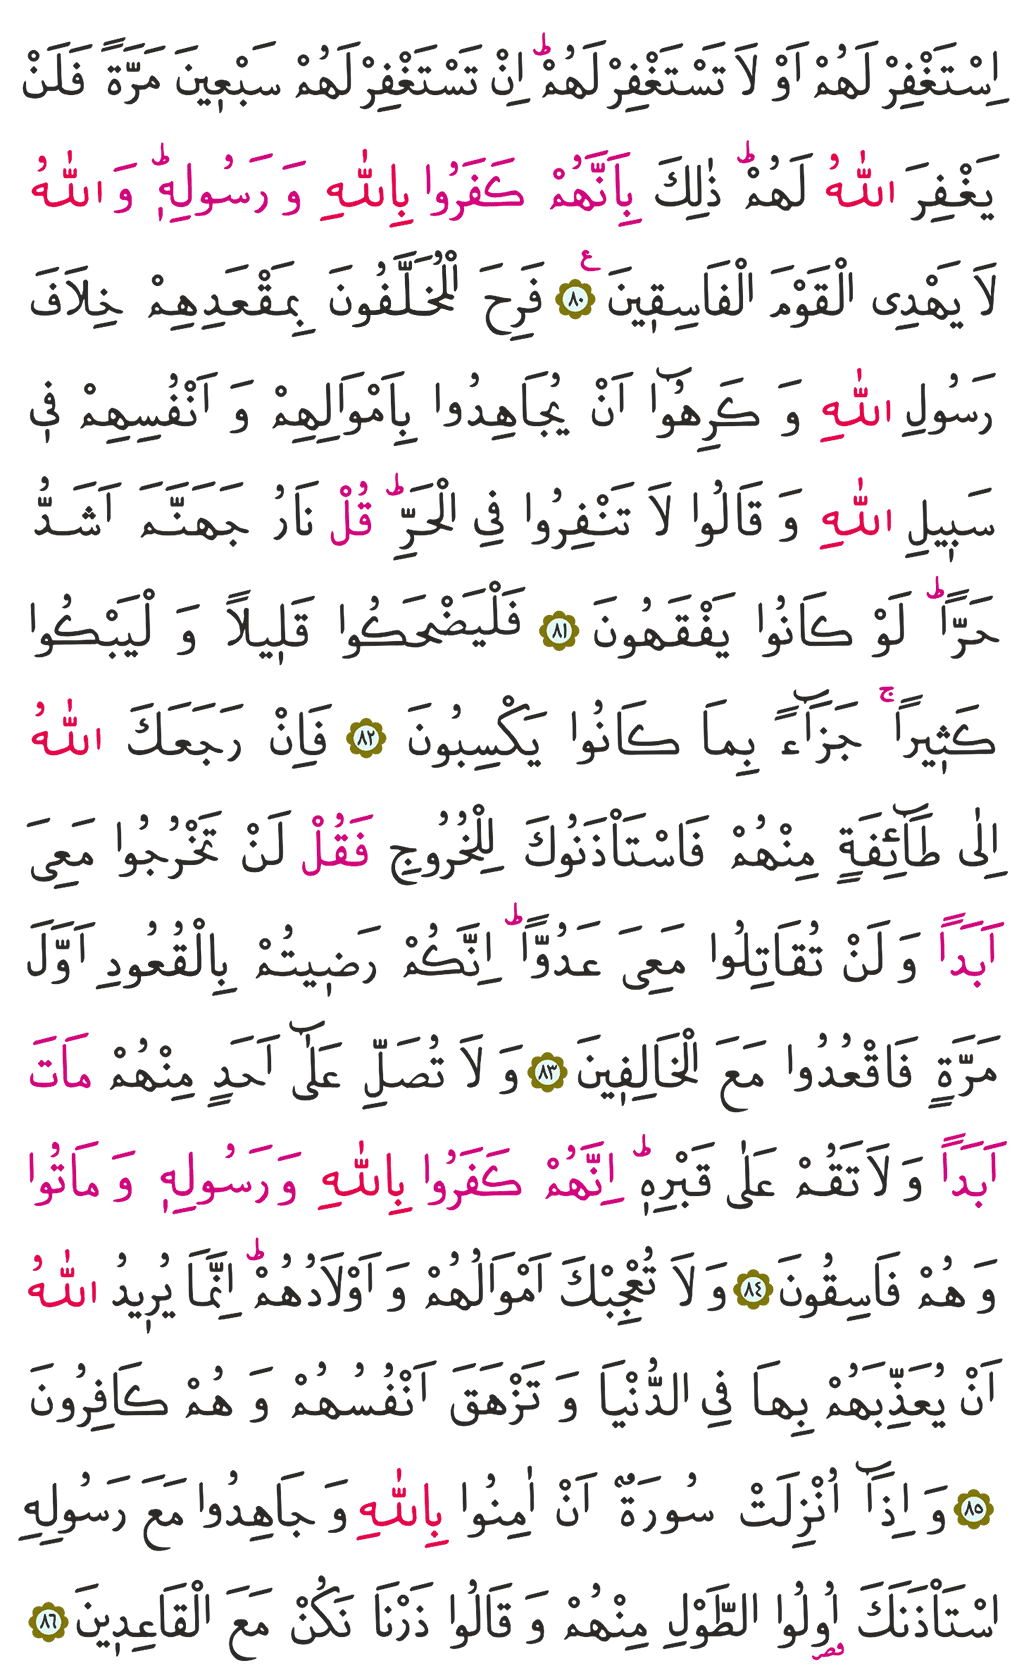 اِسْتَغْفِرْ لَهُمْ اَوْ لَا تَسْتَغْفِرْ لَهُمْۜ اِنْ تَسْتَغْفِرْ لَهُمْ سَبْعٖينَ مَرَّةً فَلَنْ
يَغْفِرَ اللّٰهُ لَهُمْۜ ذٰلِكَ بِاَنَّهُمْ كَفَرُوا بِاللّٰهِ وَ رَسُولِهٖۜ وَ اللّٰهُ
لَا يَهْدِى الْقَوْمَ الْفَاسِقٖينَ ﴿٨٠﴾ ع فَرِحَ الْمُخَلَّفُونَ بِمَقْعَدِهِمْ خِلَافَ
رَسُولِ اللّٰهِ وَ كَرِهُٓوا اَنْ يُجَاهِدُوا بِاَمْوَالِهِمْ وَ اَنْفُسِهِمْ فٖى
سَبٖيلِ اللّٰهِ وَ قَالُوا لَا تَنْفِرُوا فِى الْحَرِّۜ قُلْ نَارُ جَهَنَّمَ اَشَدُّ
حَرًّاۜ لَوْ كَانُوا يَفْقَهُونَ ﴿٨١﴾ فَلْيَضْحَكُوا قَلٖيلاً وَ لْيَبْكُوا
كَثٖيراًۚ جَزَٓاءً بِمَا كَانُوا يَكْسِبُونَ ﴿٨٢﴾ فَاِنْ رَجَعَكَ اللّٰهُ
اِلٰى طَٓائِفَةٍ مِنْهُمْ فَاسْتَاْذَنُوكَ لِلْخُرُوجِ فَقُلْ لَنْ تَخْرُجُوا مَعِىَ
اَبَداً وَ لَنْ تُقَاتِلُوا مَعِىَ عَدُوًّاۜ اِنَّكُمْ رَضٖيتُمْ بِالْقُعُودِ اَوَّلَ
مَرَّةٍ فَاقْعُدُوا مَعَ الْخَالِفٖينَ ﴿٨٣﴾ وَ لَا تُصَلِّ عَلٰٓى اَحَدٍ مِنْهُمْ مَاتَ
اَبَداً وَ لَا تَقُمْ عَلٰى قَبْرِهٖۜ اِنَّهُمْ كَفَرُوا بِاللّٰهِ وَ رَسُولِهٖ وَ مَاتُوا
وَ هُمْ فَاسِقُونَ ﴿٨٤﴾ وَ لَا تُعْجِبْكَ اَمْوَالُهُمْ وَ اَوْلَادُهُمْۜ اِنَّمَا يُرٖيدُ اللّٰهُ
اَنْ يُعَذِّبَهُمْ بِهَا فِى الدُّنْيَا وَ تَزْهَقَ اَنْفُسُهُمْ وَ هُمْ كَافِرُونَ
﴿٨٥﴾ وَ اِذَٓا اُنْزِلَتْ سُورَةٌ اَنْ اٰمِنُوا بِاللّٰهِ وَ جَاهِدُوا مَعَ رَسُولِهِ
اسْتَاْذَنَكَ اُولُوا الطَّوْلِ مِنْهُمْ وَ قَالُوا ذَرْنَا نَكُنْ مَعَ الْقَاعِدٖينَ ﴿٨٦﴾